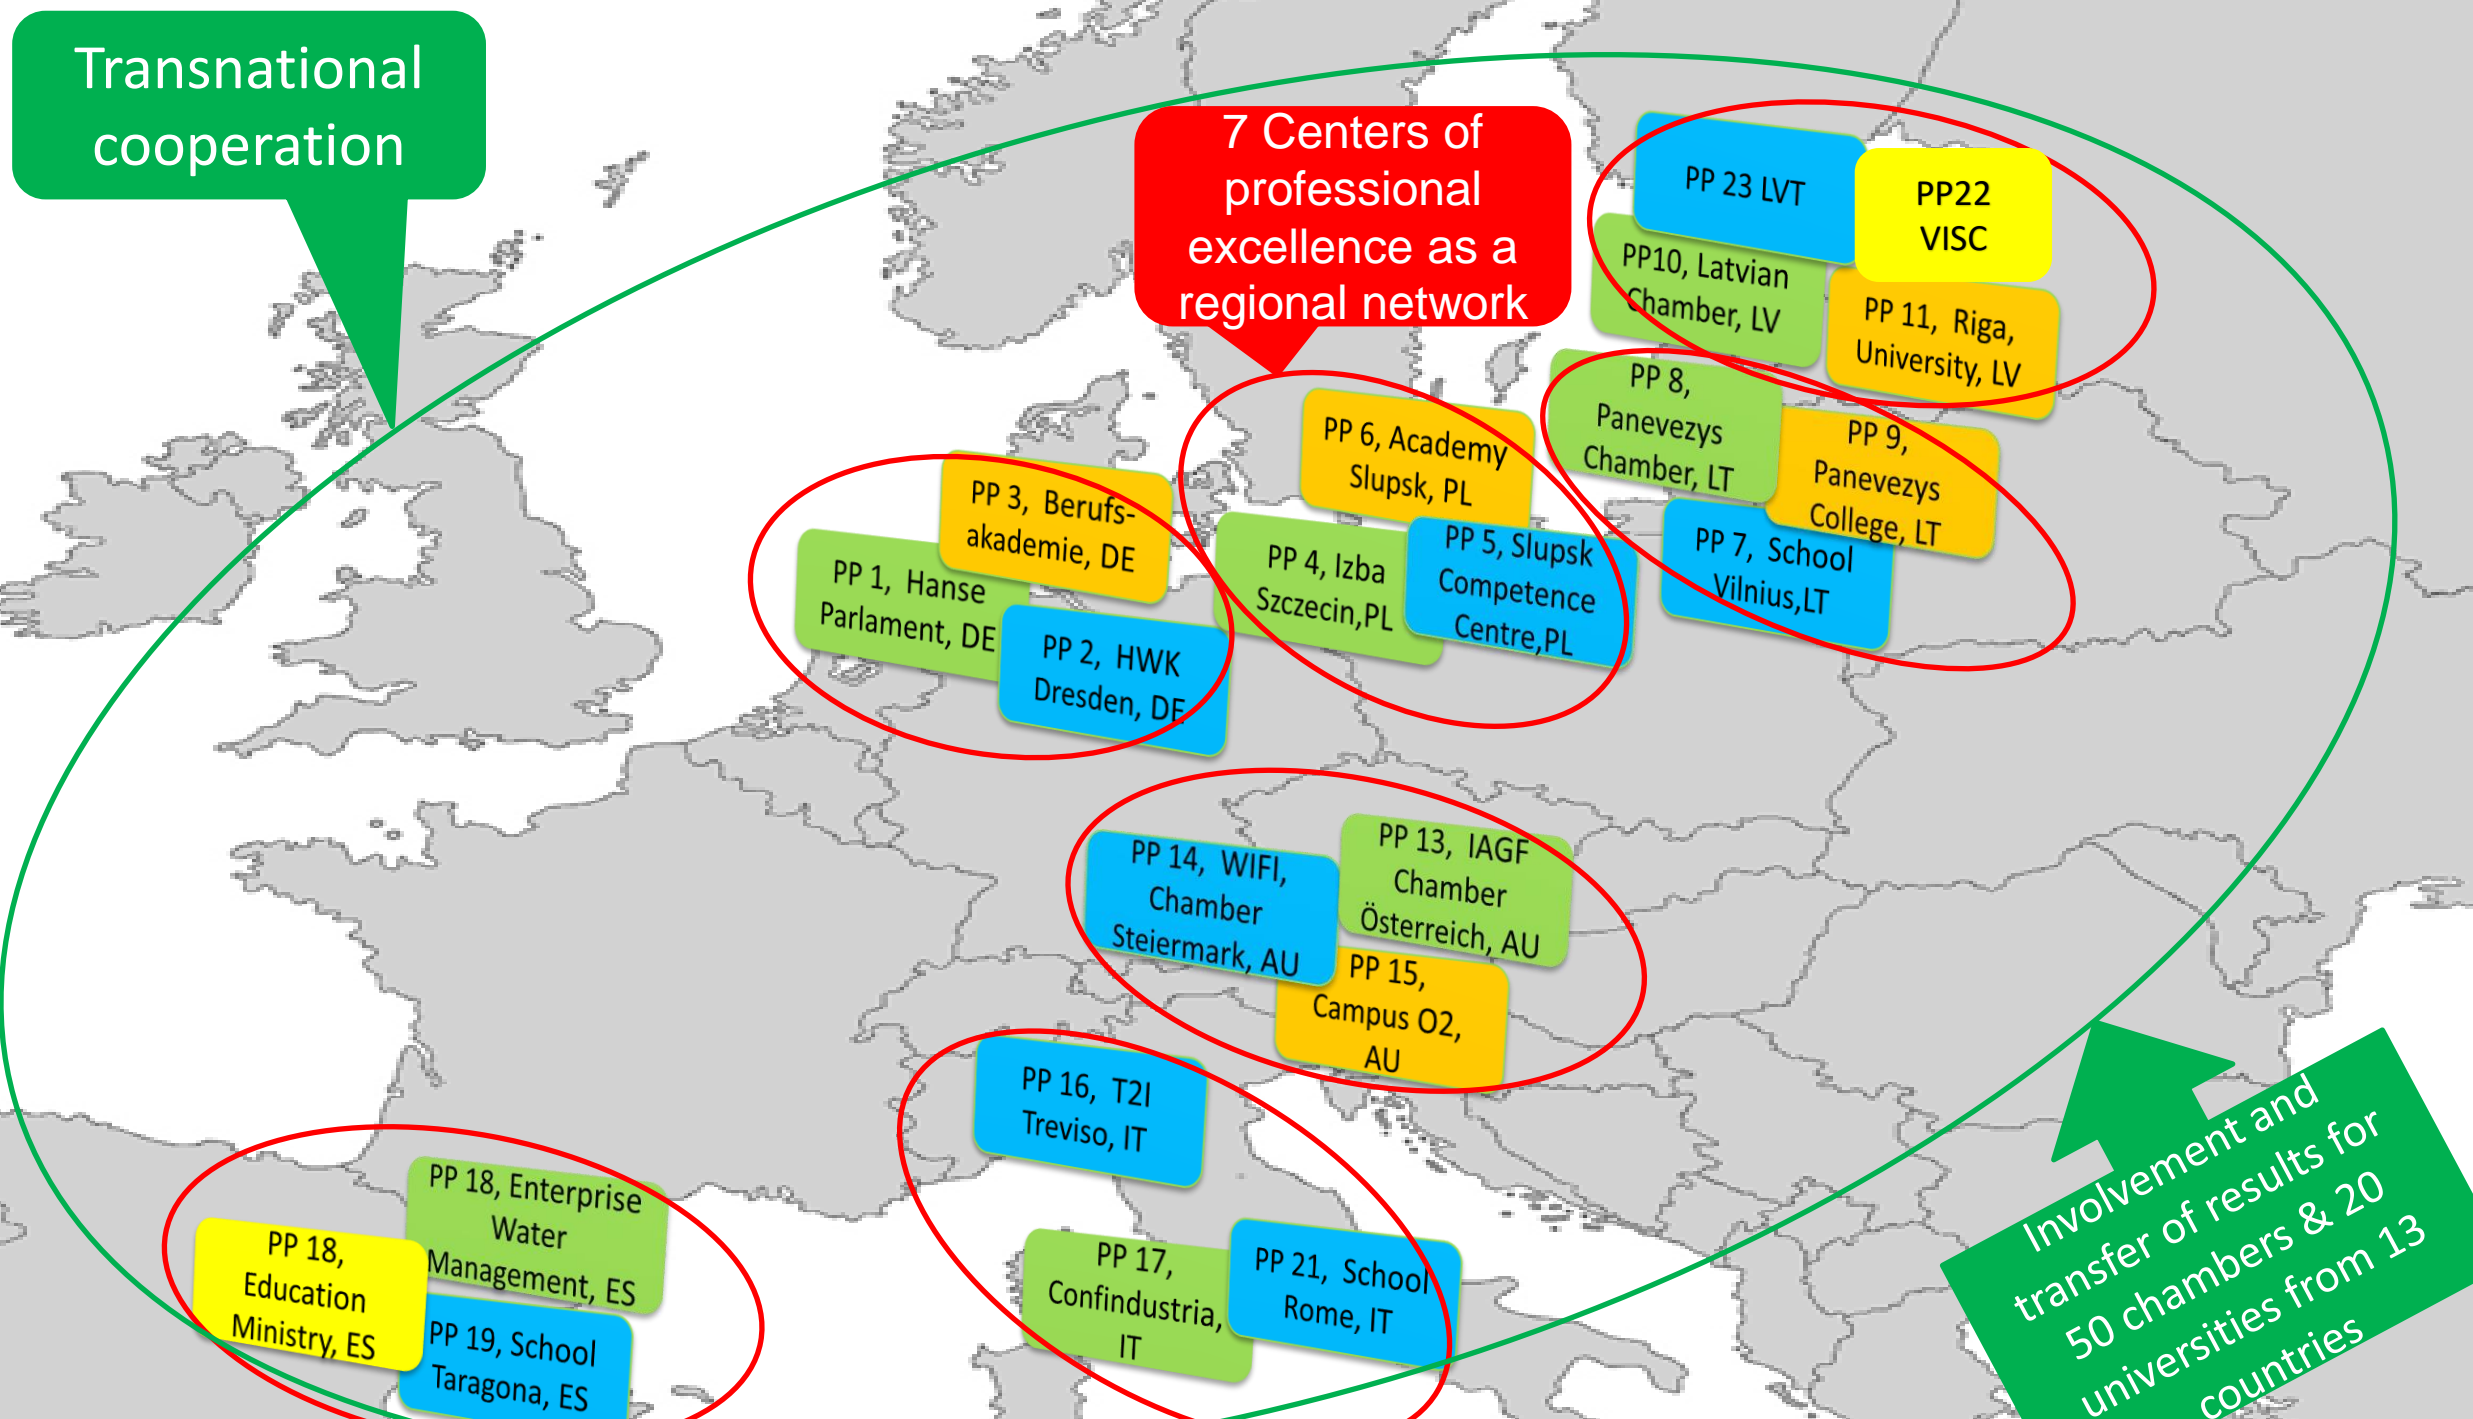 Transnational
cooperation
7 Centers of
professional
excellence as a
regional network
PP 23 LVT
PP22
VISC
PP10, Latvian
Chamber, LV
PP 11, Riga,
University, LV
PP 8,
Panevezys
Chamber, LT
PP 9,
Panevezys
College, LT
PP 7, School
Vilnius,LT
PP 6, Academy
Slupsk, PL
PP 4, Izba
Szczecin,PL
PP 5, Slupsk
Competence
Centre,PL
PP 3, Berufs-
akademie, DE
PP 1, Hanse
Parlament, DE
PP 2, HWK
Dresden, DE
PP 14, WIFI,
Chamber
Steiermark, AU
PP 13, IAGF
Chamber
Österreich, AU
PP 15,
Campus O2,
AU
PP 16, T2I
Treviso, IT
PP 17,
Confindustria,
IT
PP 21, School
Rome, IT
PP 18, Enterprise
Water
Management, ES
PP 18,
Education
Ministry, ES
PP 19, School
Taragona, ES
Involvement and
transfer of results for
50 chambers & 20
universities from 13
countries